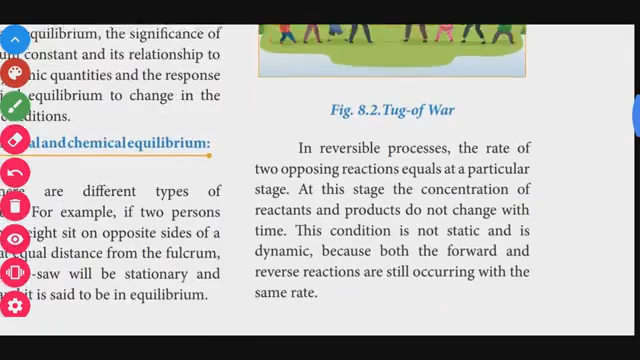 equilibrium, the significance of
constant and its relationship to
quantities and the response
equilibrium to change in the
conditions.
and chemical equilibrium:
are different types of
For example, if two persons
sit on opposite sides of a
equal distance from the fulcrum,
-saw will be stationary and
it is said to be in equilibrium.
Fig. 8.2.Tug-of War
In reversible processes, the rate of
two opposing reactions equals at a particular
stage. At this stage the concentration of
reactants and products do not change with
time. This condition is not static and is
dynamic, because both the forward and
reverse reactions are still occurring with the
same rate.